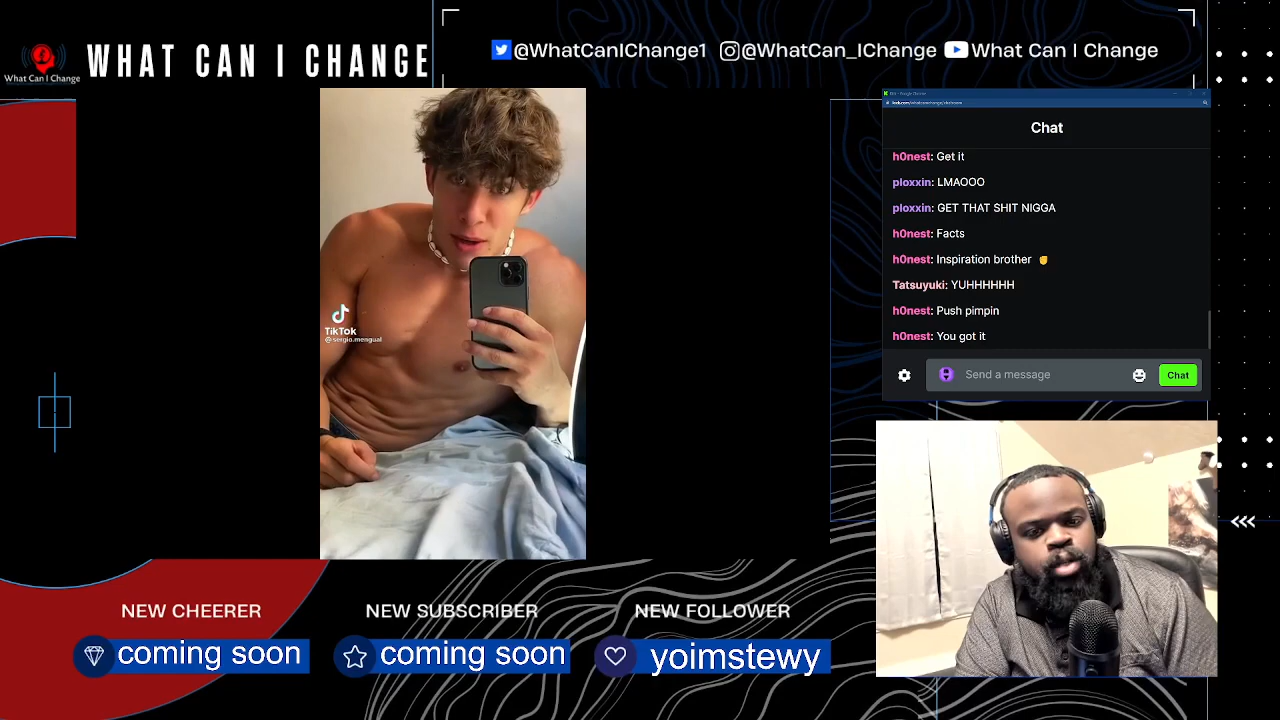 What Can I Change
WHAT CAN I CHANGE
@WhatCanIChange1 @WhatCan_IChange What Can I Change
Chat
h0nest: Get it
ploxxin: LMAOOO
ploxxin: GET THAT SHIT NIGGA
h0nest: Facts
h0nest: Inspiration brother
Tatsuyuki: YUHHHHHH
h0nest: Push pimpin
h0nest: You got it
Send a message
Chat
TikTok
@sergio.mengual
NEW CHEERER
coming soon
NEW SUBSCRIBER
coming soon
NEW FOLLOWER
yoimstewy